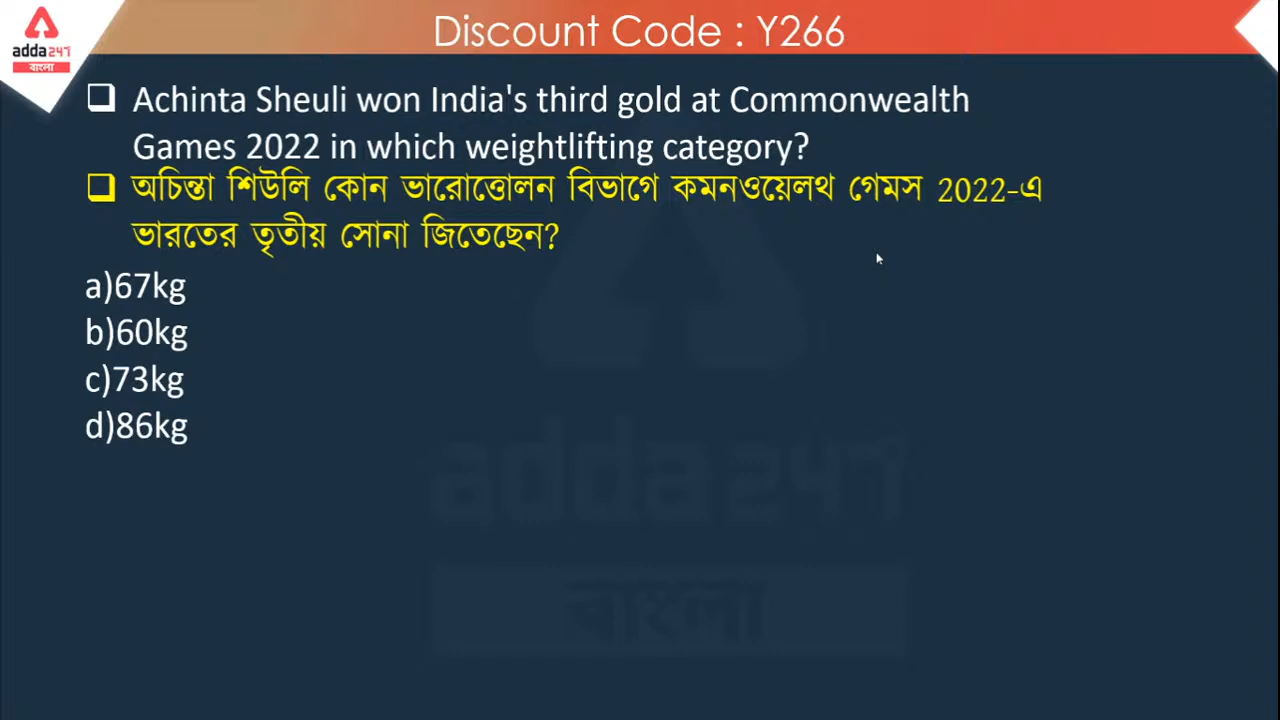 Discount Code : Y266
adda247
বাংলা
Achinta Sheuli won India's third gold at Commonwealth
Games 2022 in which weightlifting category?
অচিন্তা শিউলি কোন ভারোত্তোলন বিভাগে কমনওয়েলথ গেমস 2022-এ
ভারতের তৃতীয় সোনা জিতেছেন?
a)67kg
b)60kg
c)73kg
d)86kg
adda247
বাংলা